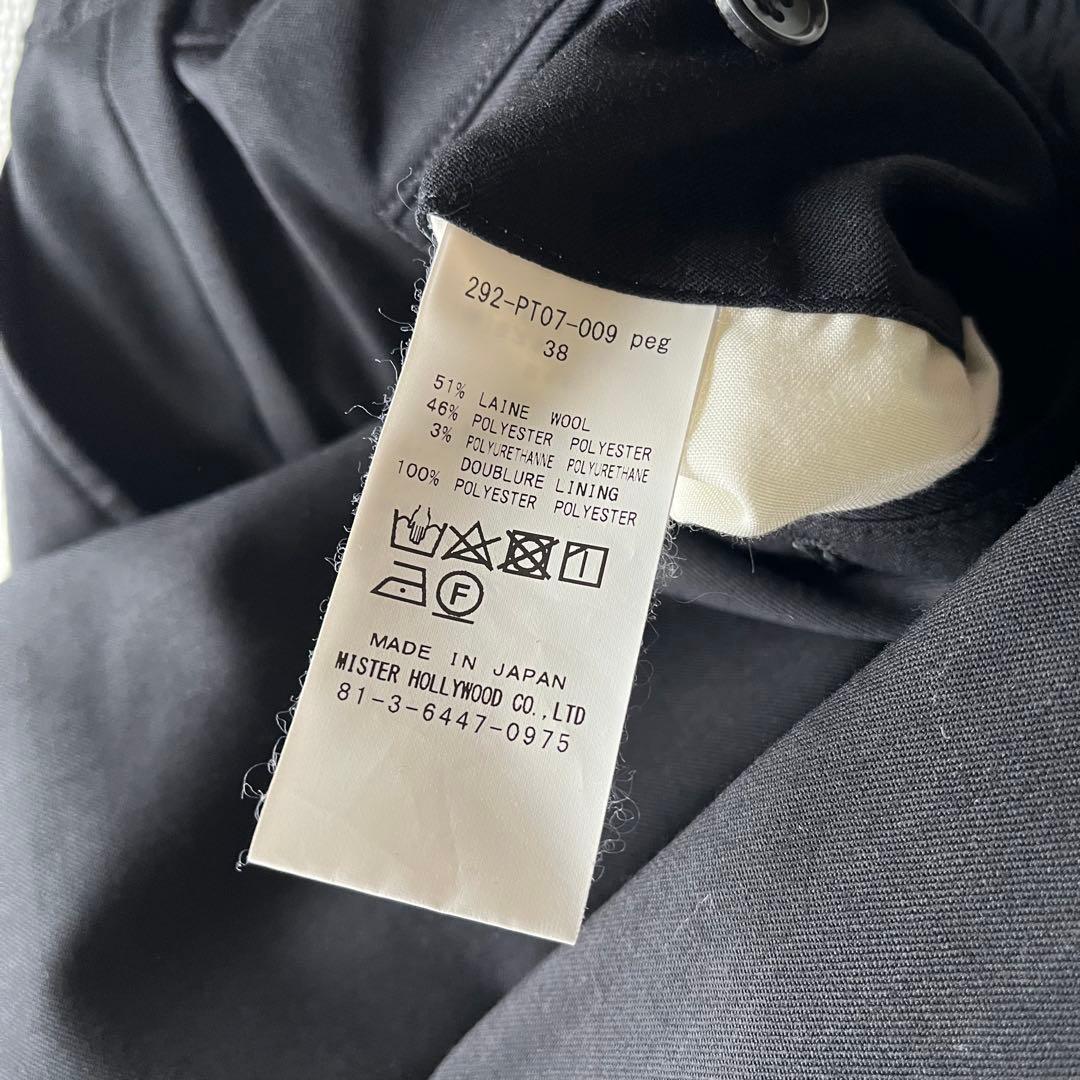 292-PT07-009 peg
38
51% LAINE WOOL
46% POLYESTER POLYESTER
3% POLYURETHANNE POLYURETHANE
DOUBLURE LINING
100% POLYESTER POLYESTER
F
MADE IN JAPAN
MISTER HOLLYWOOD CO.,LTD
81-3-6447-0975